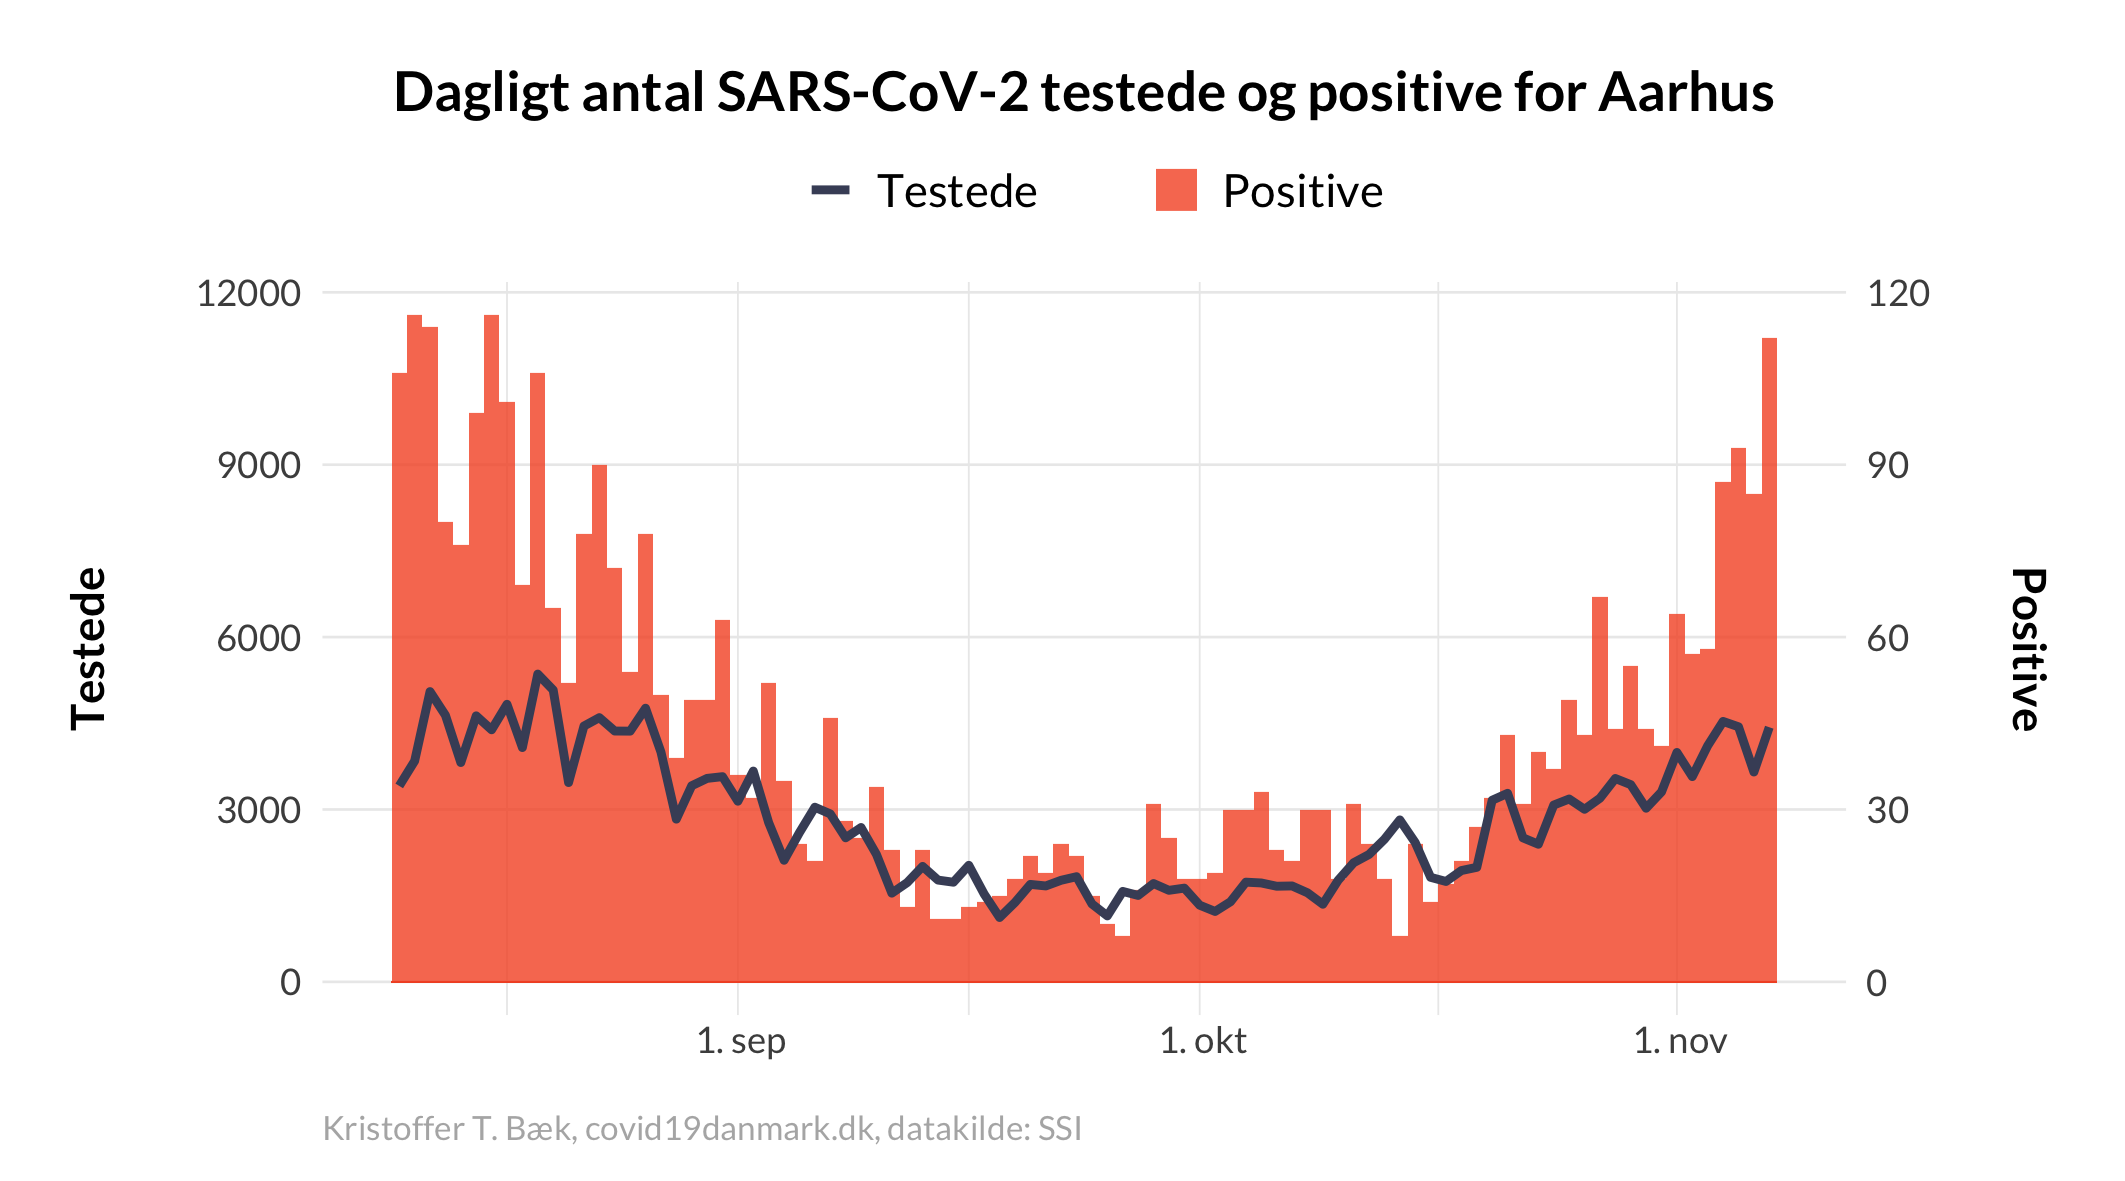 Dagligt antal SARS-CoV-2 testede og positive for Aarhus
Testede
Positive
12000
9000
6000
3000
0
Testede
120
90
60
30
0
Positive
1. sep
1. okt
1. nov
Kristoffer T. Bæk, covid19danmark.dk, datakilde: SSI